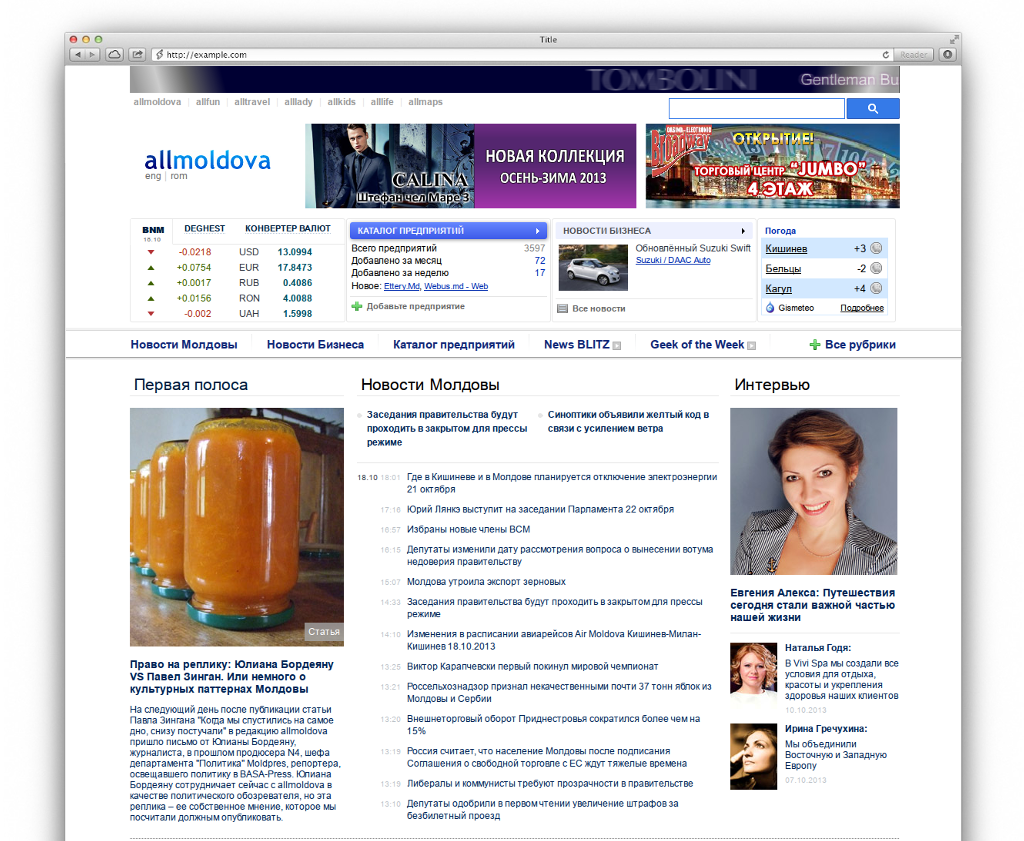 Title
http://example.com
Reader
TOMBOLINI
Gentleman Bu
allmoldova
allfun
alltravel
alllady
allkids
alllife
allmaps
allmoldova
eng | rom
CALINA
Штефан чел Маре 3
НОВАЯ КОЛЛЕКЦИЯ
ОСЕНЬ-ЗИМА 2013
Broadway
ОТКРЫТИЕ!
ТОРГОВЫЙ ЦЕНТР "JUMBO"
4 ЭТАЖ
BNM
18.10
DEGHEST
КОНВЕРТЕР ВАЛЮТ
-0.0218 USD 13.0994
+0.0754 EUR 17.8473
+0.0017 RUB 0.4086
+0.0156 RON 4.0088
-0.002 UAH 1.5998
КАТАЛОГ ПРЕДПРИЯТИЙ
Всего предприятий 3597
Добавлено за месяц 72
Добавлено за неделю 17
Новое: Ettery.Md, Webus.md - Web
Добавьте предприятие
НОВОСТИ БИЗНЕСА
Обновлённый Suzuki Swift
Suzuki / DAAC Auto
Все новости
Погода
Кишинев +3
Бельцы -2
Кагул +4
Gismeteo Подробнее
Новости Молдовы
Новости Бизнеса
Каталог предприятий
News BLITZ
Geek of the Week
Все рубрики
Первая полоса
Статья
Право на реплику: Юлиана Бордеяну
VS Павел Зинган. Или немного о
культурных паттернах Молдовы
На следующий день после публикации статьи
Павла Зингана "Когда мы спустились на самое
дно, снизу постучали" в редакцию allmoldova
пришло письмо от Юлианы Бордеяну,
журналиста, в прошлом продюсера N4, шефа
департамента "Политика" Moldpres, репортера,
освещавшего политику в BASA-Press. Юлиана
Бордеяну сотрудничает сейчас с allmoldova в
качестве политического обозревателя, но эта
реплика – ее собственное мнение, которое мы
посчитали должным опубликовать.
Новости Молдовы
Заседания правительства будут
проходить в закрытом для прессы
режиме
Синоптики объявили желтый код в
связи с усилением ветра
18.10 18:01 Где в Кишиневе и в Молдове планируется отключение электроэнергии
21 октября
17:16 Юрий Лянкэ выступит на заседании Парламента 22 октября
16:57 Избраны новые члены ВСМ
16:15 Депутаты изменили дату рассмотрения вопроса о вынесении вотума
недоверия правительству
16:07 Молдова утроила экспорт зерновых
14:33 Заседания правительства будут проходить в закрытом для прессы
режиме
14:10 Изменения в расписании авиарейсов Air Moldova Кишинев-Милан-
Кишинев 18.10.2013
13:25 Виктор Карапчевски первый покинул мировой чемпионат
13:21 Россельхознадзор признал некачественными почти 37 тонн яблок из
Молдовы и Сербии
13:20 Внешнеторговый оборот Приднестровья сократился более чем на
15%
13:19 Россия считает, что население Молдовы после подписания
Соглашения о свободной торговле с ЕС ждут тяжелые времена
13:19 Либералы и коммунисты требуют прозрачности в правительстве
13:10 Депутаты одобрили в первом чтении увеличение штрафов за
безбилетный проезд
Интервью
Евгения Алекса: Путешествия
сегодня стали важной частью
нашей жизни
Наталья Годя:
В Vivi Spa мы создали все
условия для отдыха,
красоты и укрепления
здоровья наших клиентов
10.10.2013
Ирина Гречухина:
Мы объединили
Восточную и Западную
Европу
07.10.2013